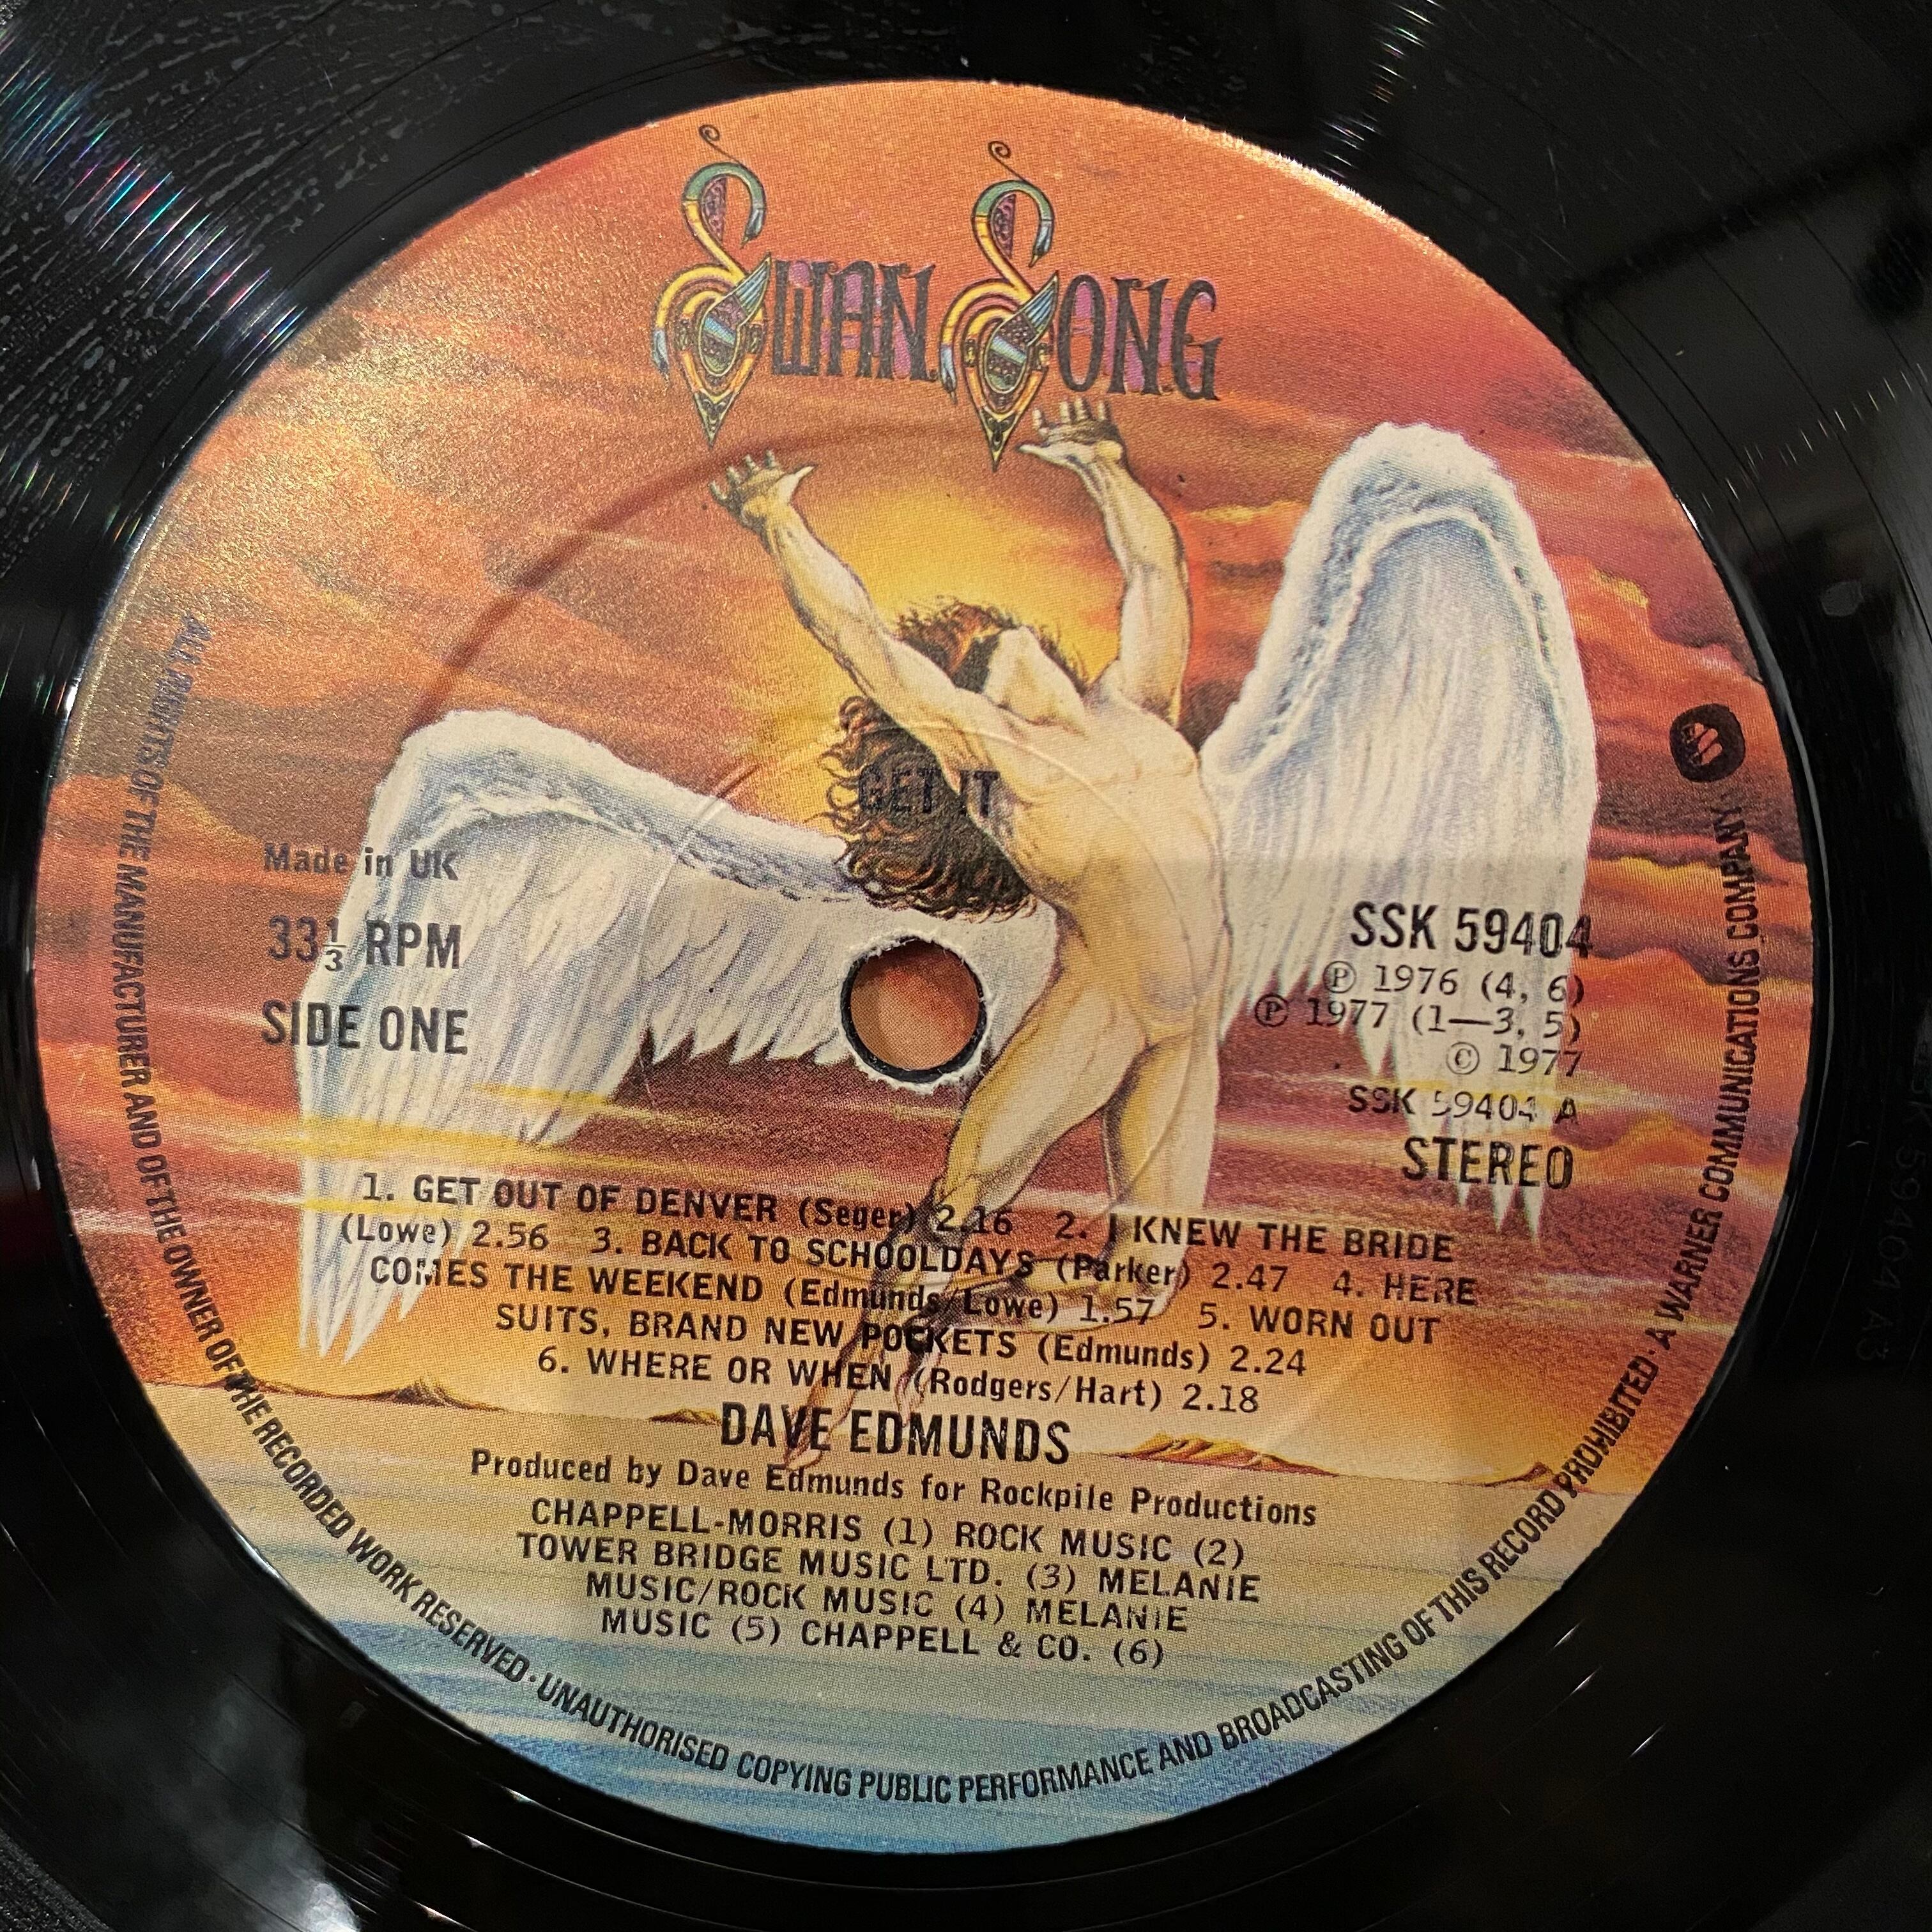 SWAN SONG
GET IT
Made in UK
33⅓ RPM
SIDE ONE
SSK 59404
℗ 1976 (4, 6)
℗ 1977 (1—3, 5)
© 1977
SSK 59404 A
STEREO
1. GET OUT OF DENVER (Seger) 2.16 2. I KNEW THE BRIDE
(Lowe) 2.56 3. BACK TO SCHOOLDAYS (Parker) 2.47 4. HERE
COMES THE WEEKEND (Edmunds/Lowe) 1.57 5. WORN OUT
SUITS, BRAND NEW POCKETS (Edmunds) 2.24
6. WHERE OR WHEN (Rodgers/Hart) 2.18
DAVE EDMUNDS
Produced by Dave Edmunds for Rockpile Productions
CHAPPELL-MORRIS (1) ROCK MUSIC (2)
TOWER BRIDGE MUSIC LTD. (3) MELANIE
MUSIC/ROCK MUSIC (4) MELANIE
MUSIC (5) CHAPPELL & CO. (6)
ALL RIGHTS OF THE MANUFACTURER AND OF THE OWNER OF THE RECORDED WORK RESERVED · UNAUTHORISED COPYING PUBLIC PERFORMANCE AND BROADCASTING OF THIS RECORD PROHIBITED · A WARNER COMMUNICATIONS COMPANY
SSK 59404 A3